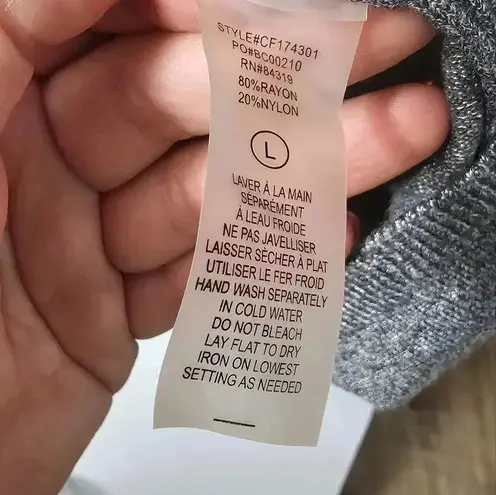 STYLE#CF174301
PO#BC00210
RN#84319
80%RAYON
20%NYLON
L
LAVER À LA MAIN
SÉPARÉMENT
À LEAU FROIDE
NE PAS JAVELLISER
LAISSER SÈCHER À PLAT
UTILISER LE FER FROID
HAND WASH SEPARATELY
IN COLD WATER
DO NOT BLEACH
LAY FLAT TO DRY
IRON ON LOWEST
SETTING AS NEEDED